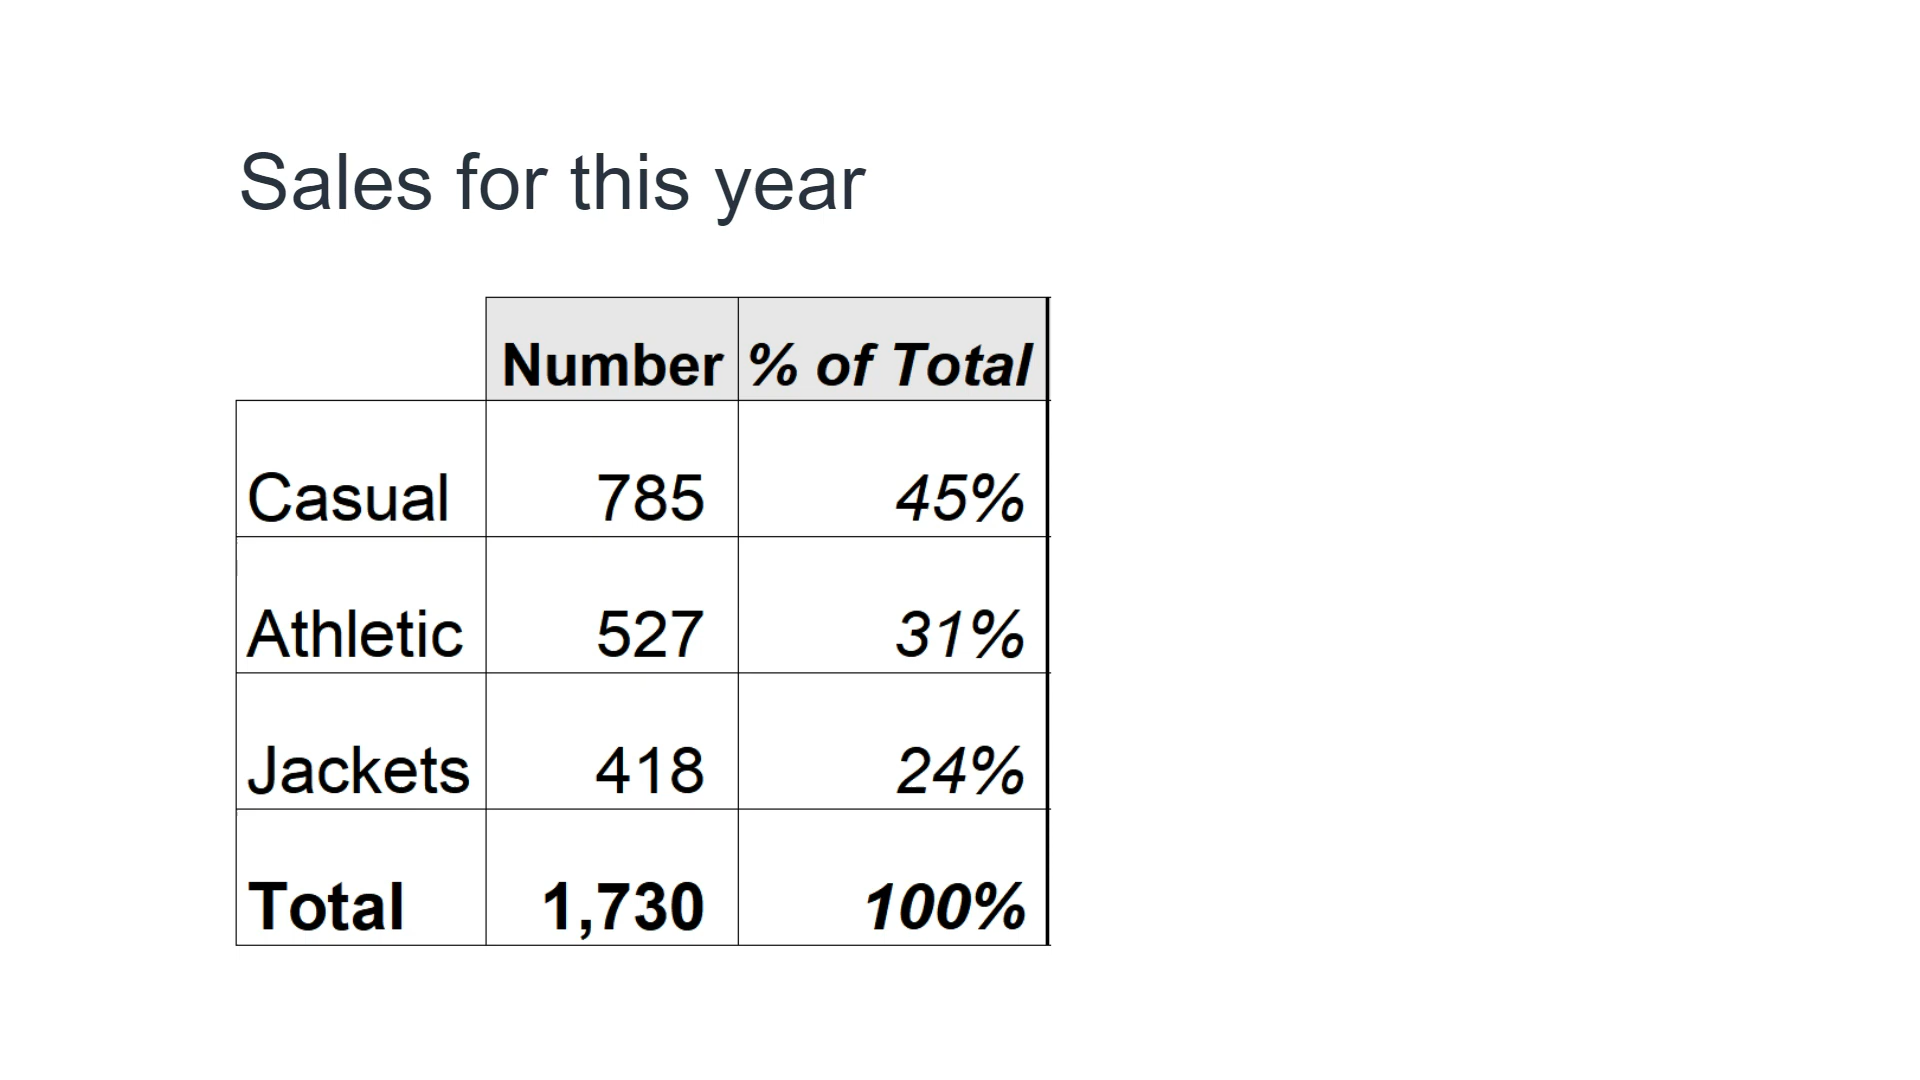 Sales for this year
Number % of Total
Casual 785 45%
Athletic 527 31%
Jackets 418 24%
Total 1,730 100%